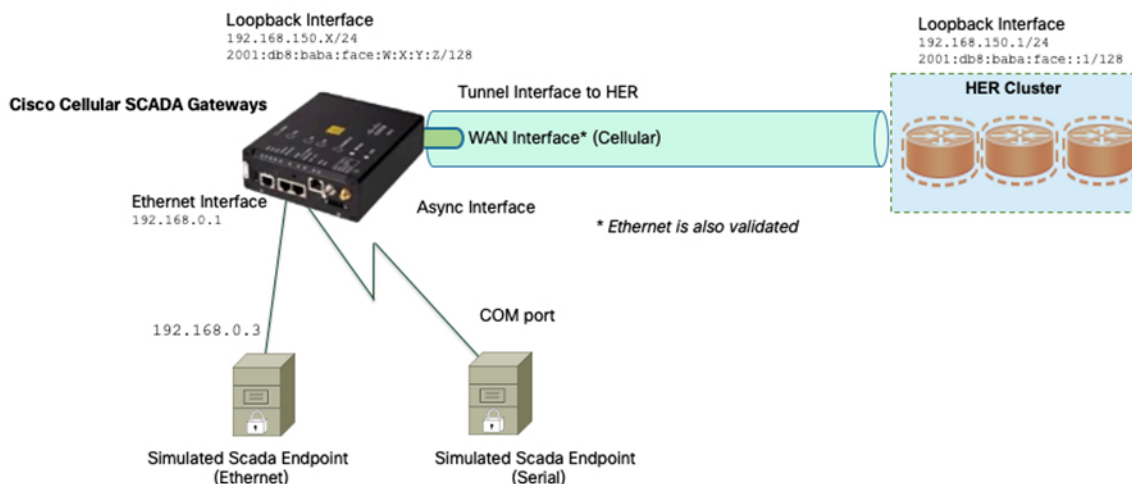 Loopback Interface
192.168.150.X/24
2001:db8:baba:face:W:X:Y:Z/128
Loopback Interface
192.168.150.1/24
2001:db8:baba:face::1/128
Cisco Cellular SCADA Gateways
Tunnel Interface to HER
HER Cluster
WAN Interface* (Cellular)
Ethernet Interface
192.168.0.1
Async Interface
* Ethernet is also validated
192.168.0.3
COM port
Simulated Scada Endpoint
(Ethernet)
Simulated Scada Endpoint
(Serial)